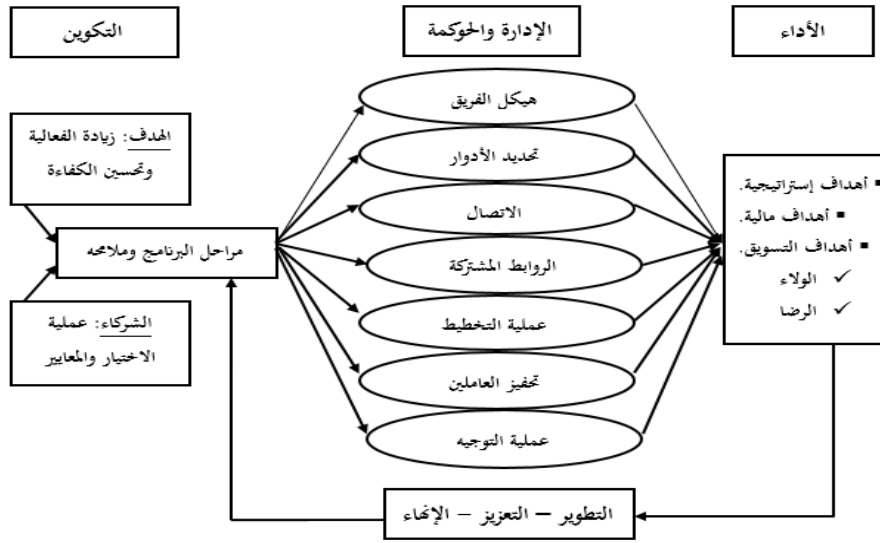 التكوين
الإدارة والحوكمة
الأداء
الهدف: زيادة الفعالية
وتحسين الكفاءة
مراحل البرنامج وملامحه
الشركاء: عملية
الاختيار والمعايير
هيكل الفريق
تحديد الأدوار
الاتصال
الروابط المشتركة
عملية التخطيط
تحفيز العاملين
عملية التوجيه
▪ أهداف إستراتيجية.
▪ أهداف مالية.
▪ أهداف التسويق.
✓ الولاء
✓ الرضا
التطوير – التعزيز – الإنهاء